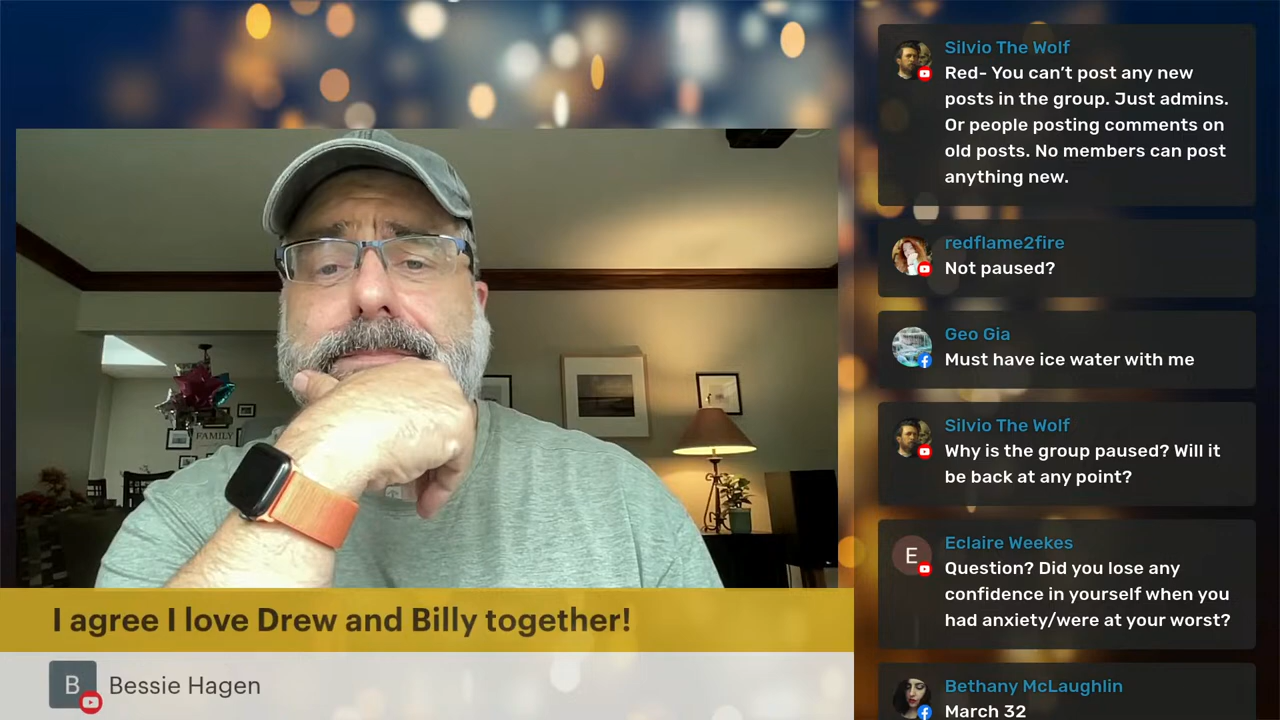 FAMILY
I agree I love Drew and Billy together!
B
Bessie Hagen
Silvio The Wolf
Red- You can’t post any new
posts in the group. Just admins.
Or people posting comments on
old posts. No members can post
anything new.
redflame2fire
Not paused?
Geo Gia
Must have ice water with me
Silvio The Wolf
Why is the group paused? Will it
be back at any point?
E
Eclaire Weekes
Question? Did you lose any
confidence in yourself when you
had anxiety/were at your worst?
Bethany McLaughlin
March 32